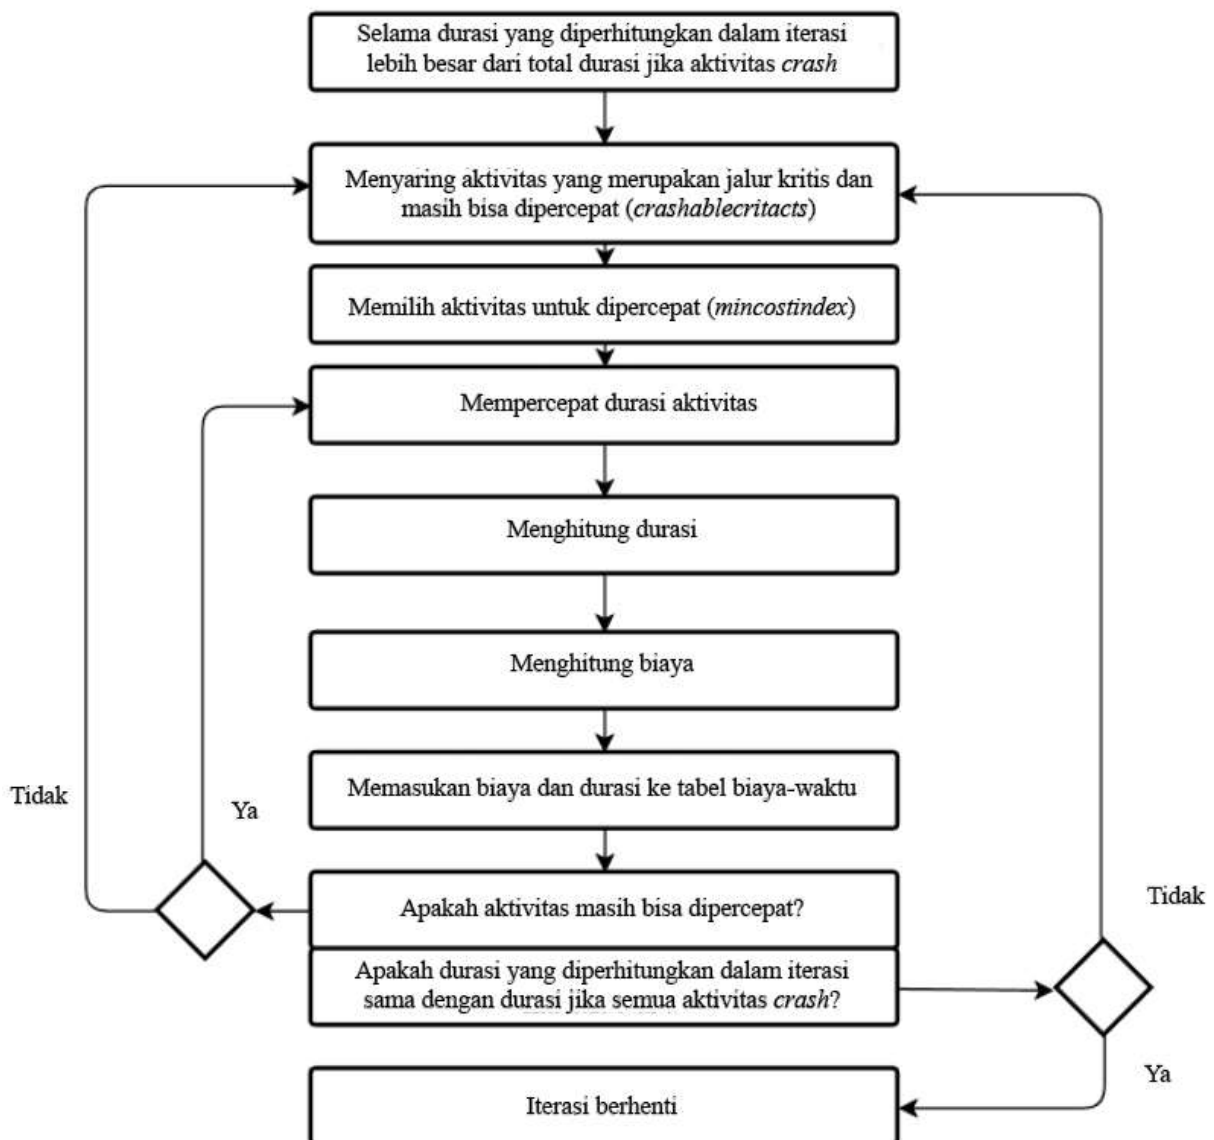 Selama durasi yang diperhitungkan dalam iterasi
lebih besar dari total durasi jika aktivitas crash
Menyaring aktivitas yang merupakan jalur kritis dan
masih bisa dipercepat (crashablecritacts)
Memilih aktivitas untuk dipercepat (mincostindex)
Mempercepat durasi aktivitas
Menghitung durasi
Menghitung biaya
Memasukan biaya dan durasi ke tabel biaya-waktu
Tidak
Ya
Apakah aktivitas masih bisa dipercepat?
Tidak
Apakah durasi yang diperhitungkan dalam iterasi
sama dengan durasi jika semua aktivitas crash?
Ya
Iterasi berhenti